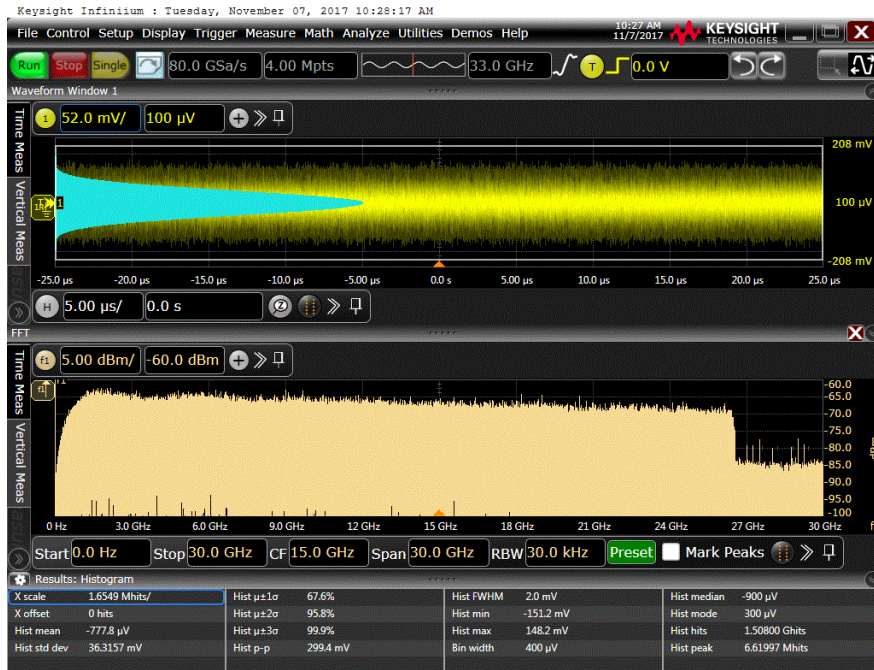 Keysight Infiniium : Tuesday, November 07, 2017 10:28:17 AM
File Control Setup Display Trigger Measure Math Analyze Utilities Demos Help
10:27 AM
11/7/2017
KEYSIGHT
TECHNOLOGIES
Run Stop Single 80.0 GSa/s 4.00 Mpts 33.0 GHz T 0.0 V
Waveform Window 1
Time Meas
Vertical Meas
1 52.0 mV/ 100 µV
208 mV
100 µV
-208 mV
1
-25.0 µs -20.0 µs -15.0 µs -10.0 µs -5.00 µs 0.0 s 5.00 µs 10.0 µs 15.0 µs 20.0 µs 25.0 µs
H 5.00 µs/ 0.0 s
FFT
Time Meas
Vertical Meas
f1 5.00 dBm/ -60.0 dBm
f1
-60.0
-65.0
-70.0
-75.0
-80.0
-85.0
-90.0
-95.0
-100
dBm
0 Hz 3.0 GHz 6.0 GHz 9.0 GHz 12 GHz 15 GHz 18 GHz 21 GHz 24 GHz 27 GHz 30 GHz
Start 0.0 Hz Stop 30.0 GHz CF 15.0 GHz Span 30.0 GHz RBW 30.0 kHz Preset Mark Peaks
Results: Histogram
X scale 1.6549 Mhits/ Hist µ±1σ 67.6% Hist FWHM 2.0 mV Hist median -900 µV
X offset 0 hits Hist µ±2σ 95.8% Hist min -151.2 mV Hist mode 300 µV
Hist mean -777.8 µV Hist µ±3σ 99.9% Hist max 148.2 mV Hist hits 1.50800 Ghits
Hist std dev 36.3157 mV Hist p-p 299.4 mV Bin width 400 µV Hist peak 6.61997 Mhits